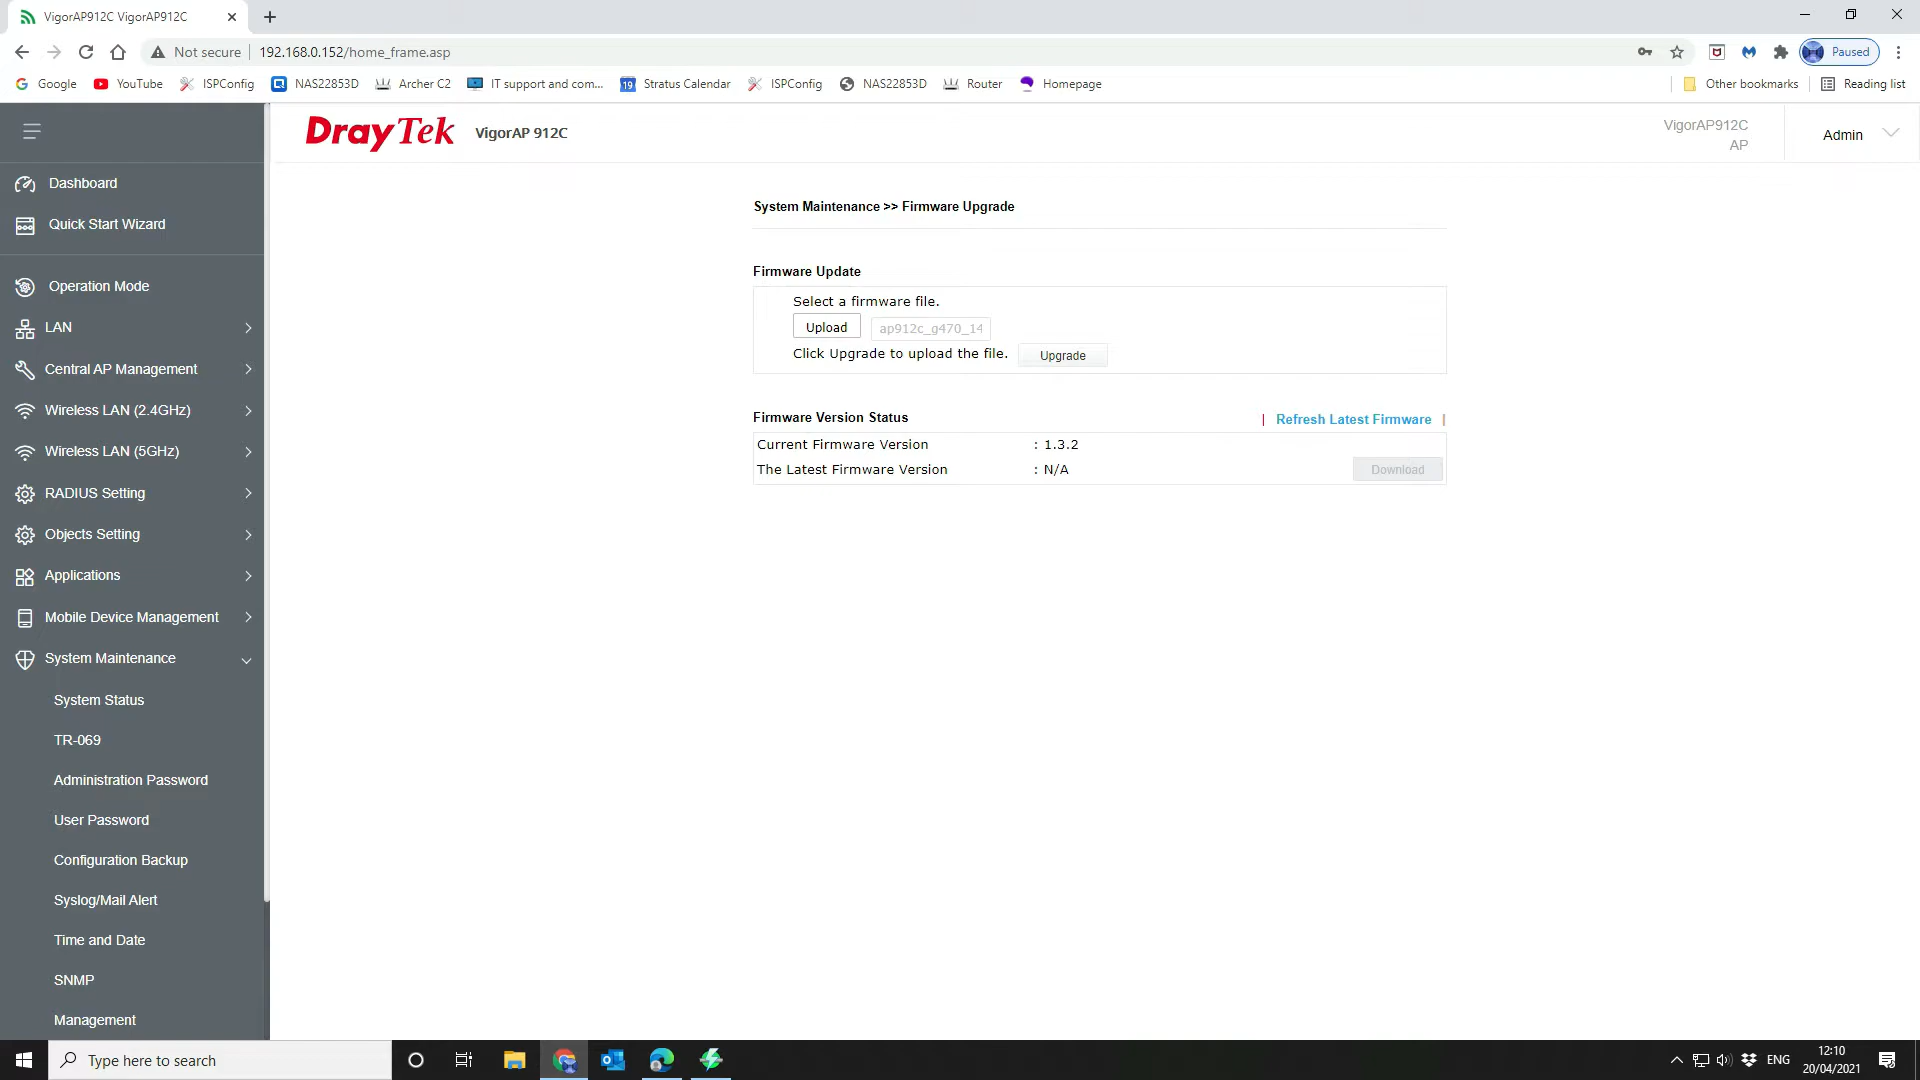 VigorAP912C VigorAP912C
Not secure
192.168.0.152/home_frame.asp
Paused
Google
YouTube
ISPConfig
NAS22853D
Archer C2
IT support and com...
19
Stratus Calendar
ISPConfig
NAS22853D
Router
Homepage
Other bookmarks
Reading list
DrayTek
VigorAP 912C
VigorAP912C
AP
Admin
Dashboard
Quick Start Wizard
Operation Mode
LAN
Central AP Management
Wireless LAN (2.4GHz)
Wireless LAN (5GHz)
RADIUS Setting
Objects Setting
Applications
Mobile Device Management
System Maintenance
System Status
TR-069
Administration Password
User Password
Configuration Backup
Syslog/Mail Alert
Time and Date
SNMP
Management
System Maintenance >> Firmware Upgrade
Firmware Update
Select a firmware file.
Upload
ap912c_g470_14
Click Upgrade to upload the file.
Upgrade
Firmware Version Status
| Refresh Latest Firmware |
Current Firmware Version : 1.3.2
The Latest Firmware Version : N/A
Download
Type here to search
ENG
12:10
20/04/2021